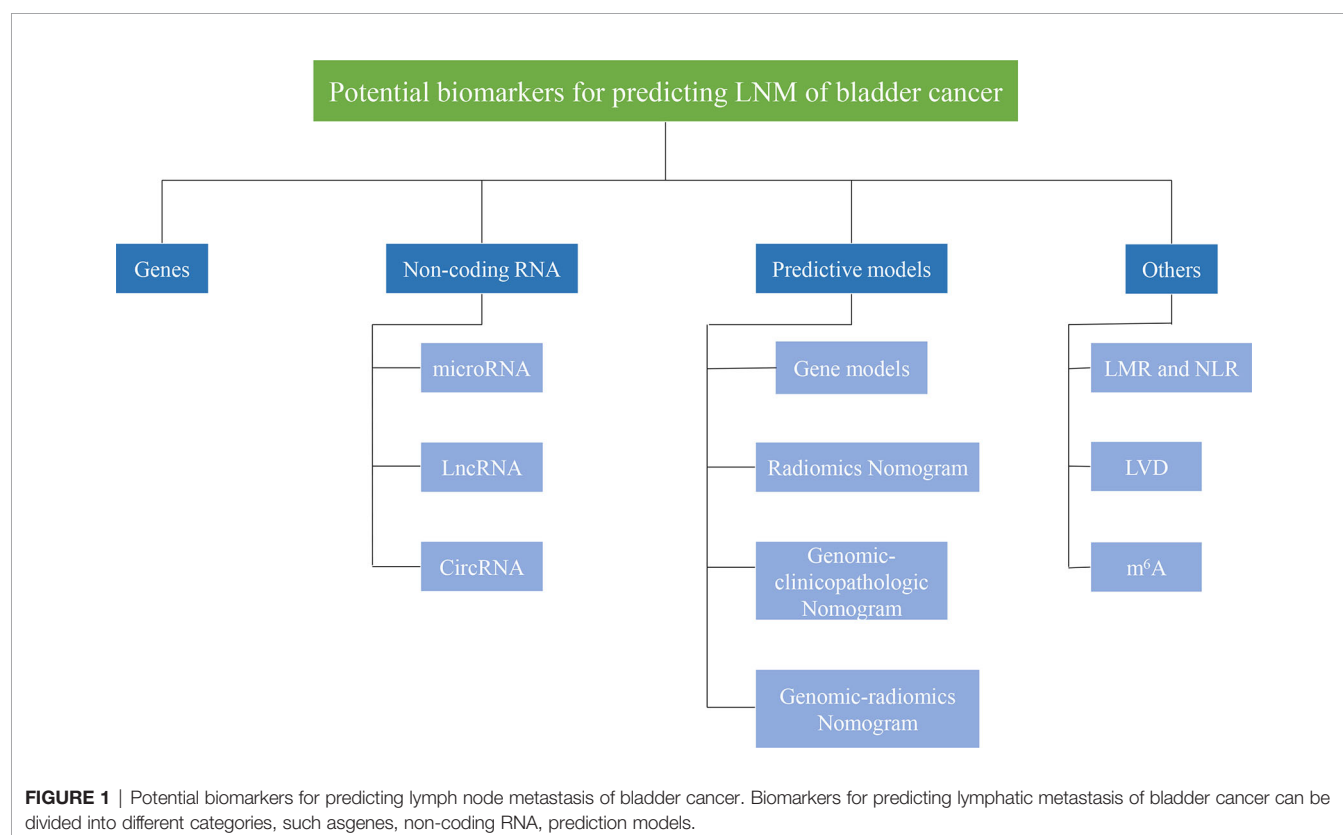 Potential biomarkers for predicting LNM of bladder cancer
Genes
Non-coding RNA
Predictive models
Others
microRNA
Gene models
LMR and NLR
LncRNA
Radiomics Nomogram
LVD
CircRNA
Genomic-
clinicopathologic
Nomogram
m⁶A
Genomic-radiomics
Nomogram
FIGURE 1 | Potential biomarkers for predicting lymph node metastasis of bladder cancer. Biomarkers for predicting lymphatic metastasis of bladder cancer can be
divided into different categories, such asgenes, non-coding RNA, prediction models.